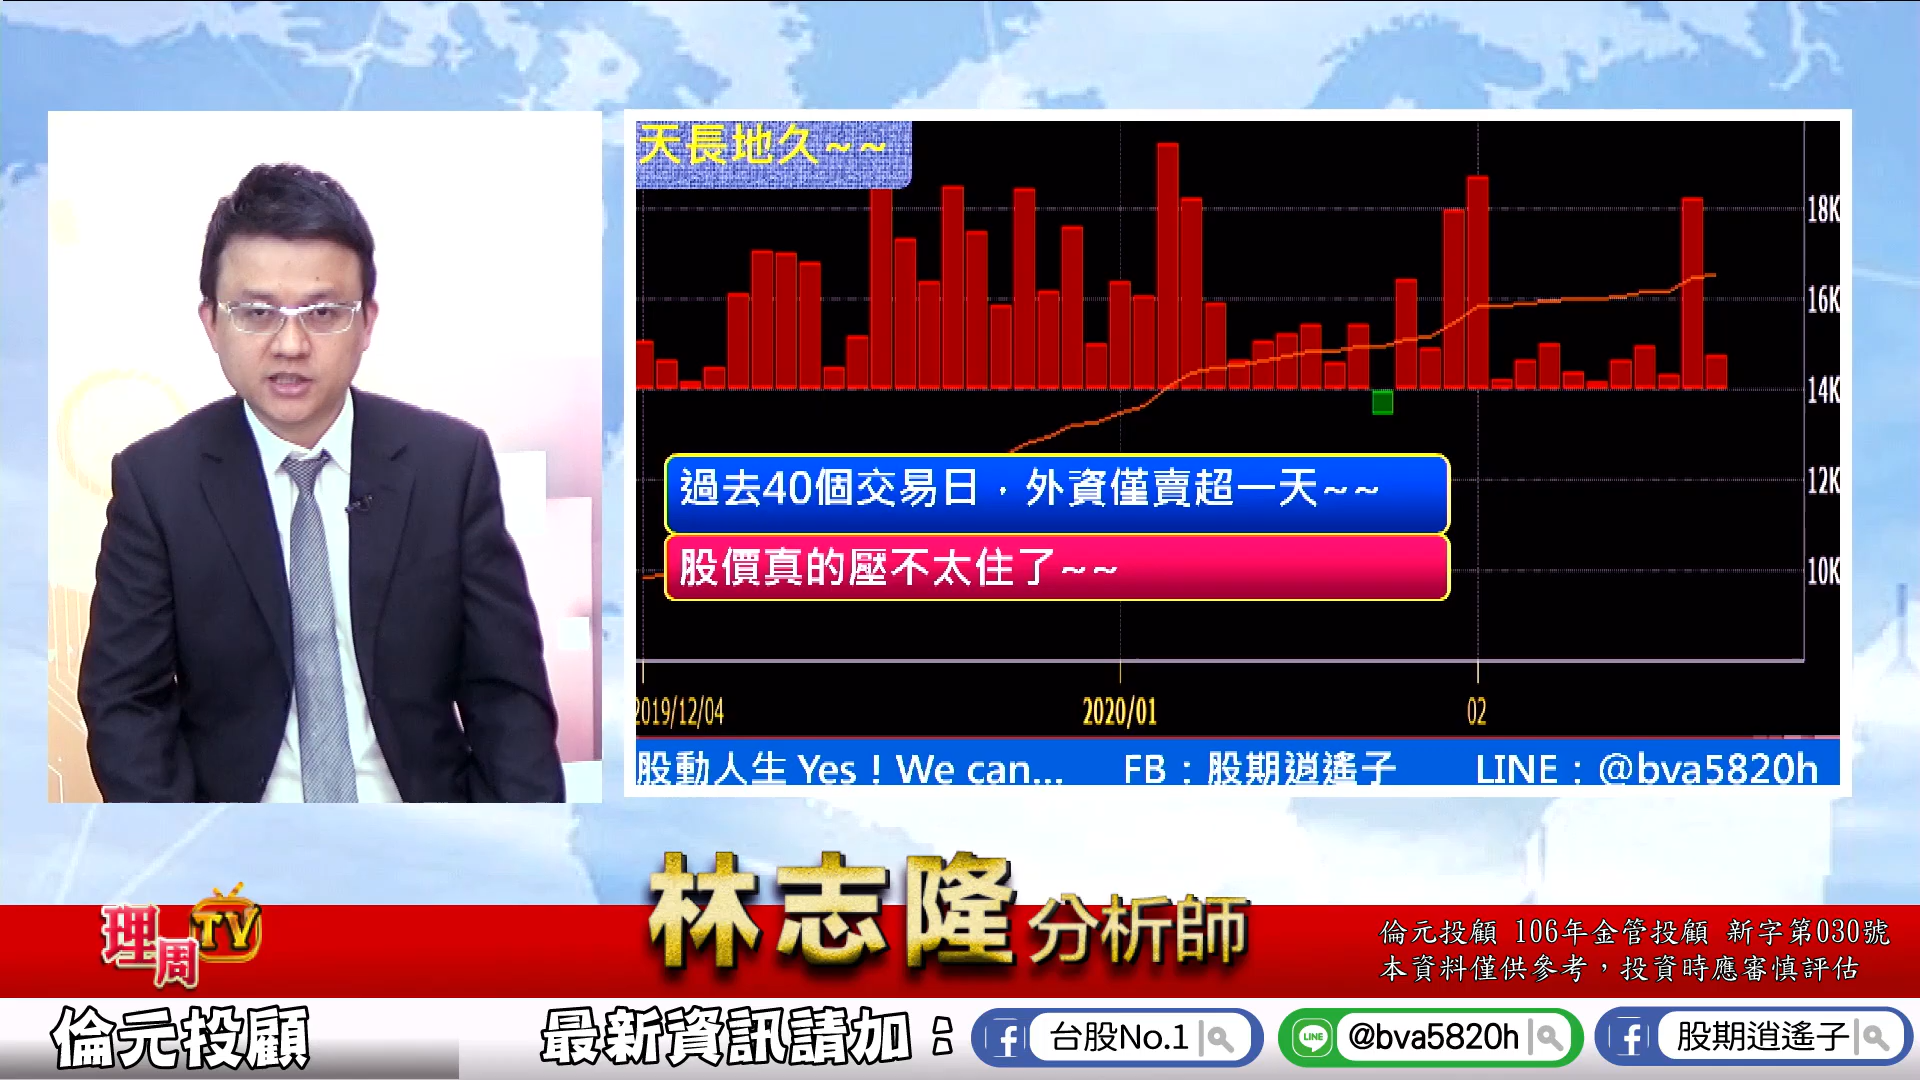 天長地久~~
18K
16K
14K
12K
10K
過去40個交易日，外資僅賣超一天~~
股價真的壓不太住了~~
2019/12/04
2020/01
02
股動人生 Yes！We can... FB：股期逍遙子 LINE：@bva5820h
理周TV
林志隆 分析師
倫元投顧 106年金管投顧 新字第030號
本資料僅供參考，投資時應審慎評估
倫元投顧
最新資訊請加：
台股No.1
LINE
@bva5820h
股期逍遙子